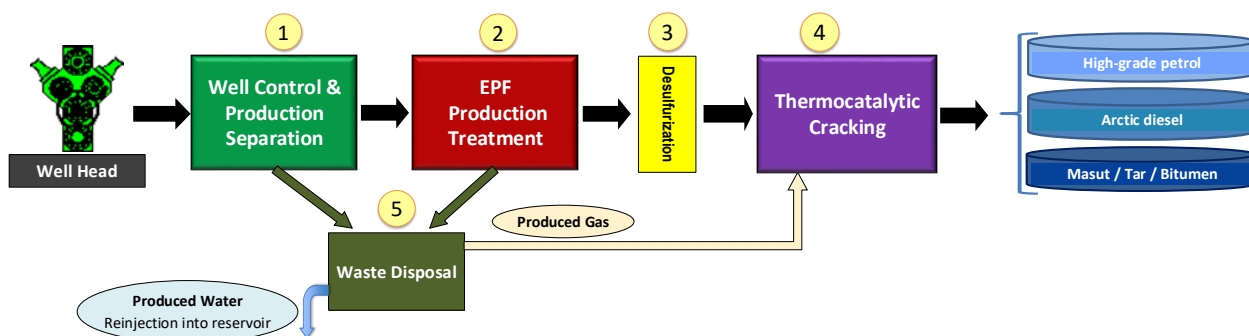 1
2
3
4
Well Head
Well Control &
Production
Separation
EPF
Production
Treatment
Desulfurization
Thermocatalytic
Cracking
High-grade petrol
Arctic diesel
Masut / Tar / Bitumen
5
Waste Disposal
Produced Gas
Produced Water
Reinjection into reservoir